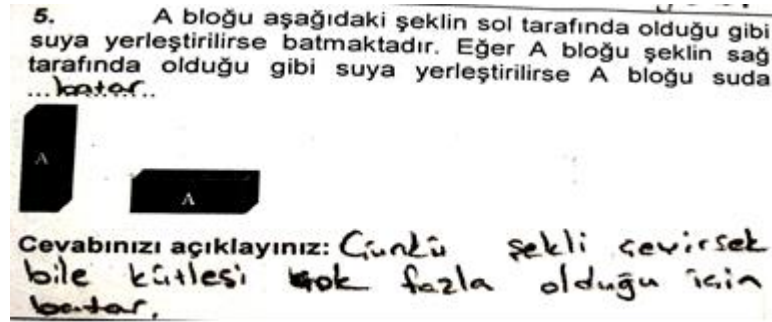 5. A bloğu aşağıdaki şeklin sol tarafında olduğu gibi
suya yerleştirilirse batmaktadır. Eğer A bloğu şeklin sağ
tarafında olduğu gibi suya yerleştirilirse A bloğu suda
...batar..
A
A
Cevabınızı açıklayınız: Çünkü şekli çevirsek
bile kütlesi çok fazla olduğu için
batar.